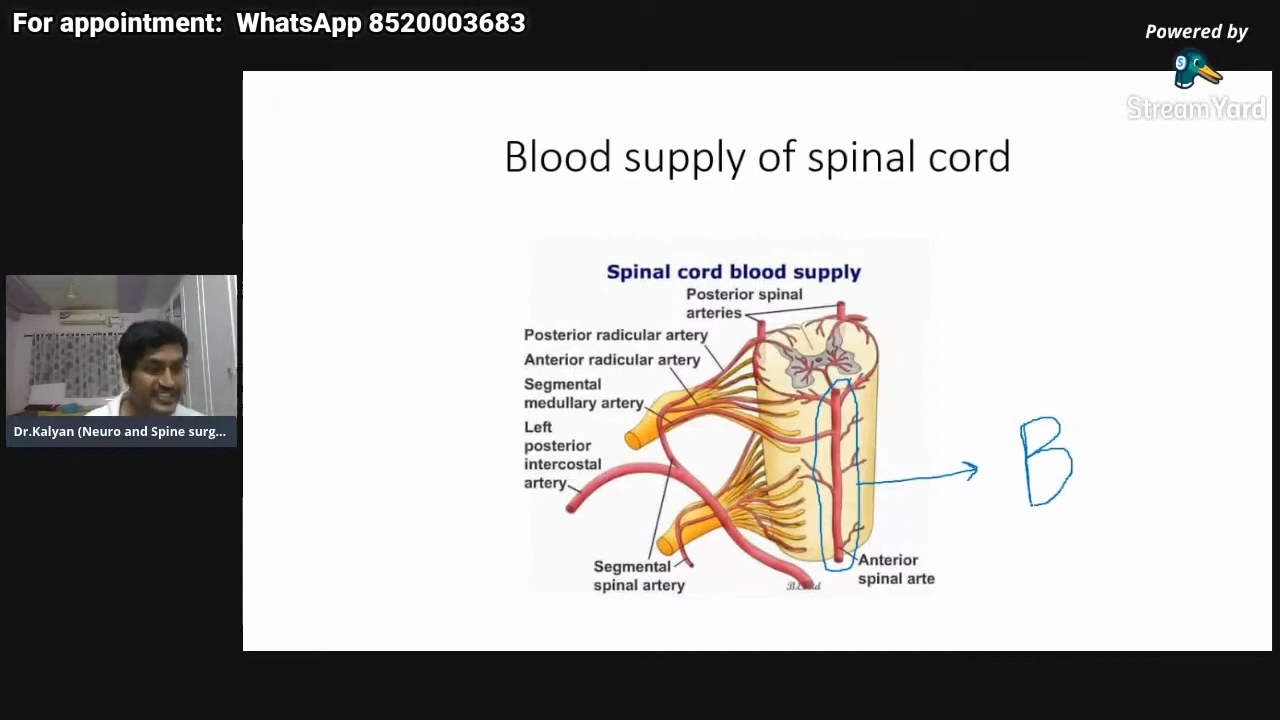 For appointment: WhatsApp 8520003683
Powered by
StreamYard
Blood supply of spinal cord
Spinal cord blood supply
Posterior spinal
arteries
Posterior radicular artery
Anterior radicular artery
Segmental
medullary artery
Left
posterior
intercostal
artery
Segmental
spinal artery
Anterior
spinal arte
B
Dr.Kalyan (Neuro and Spine surg...